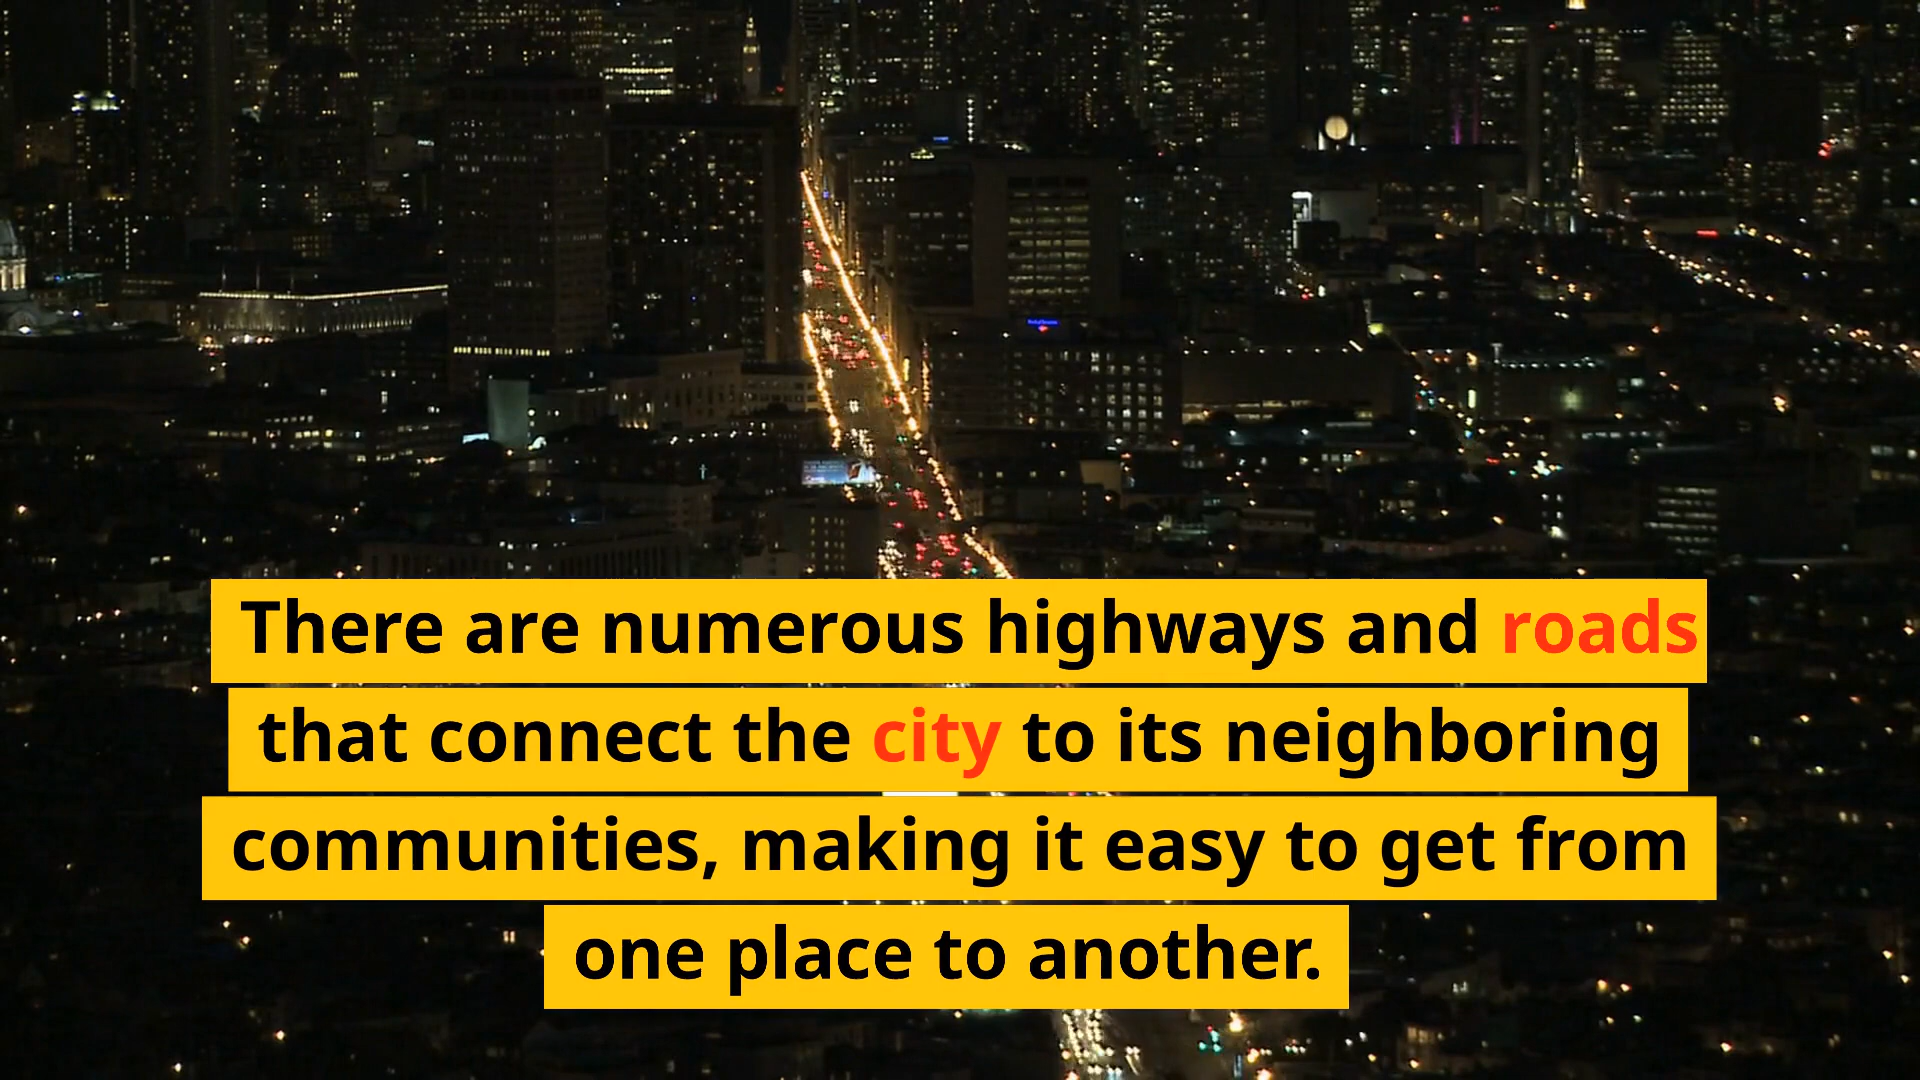 There are numerous highways and roads
that connect the city to its neighboring
communities, making it easy to get from
one place to another.